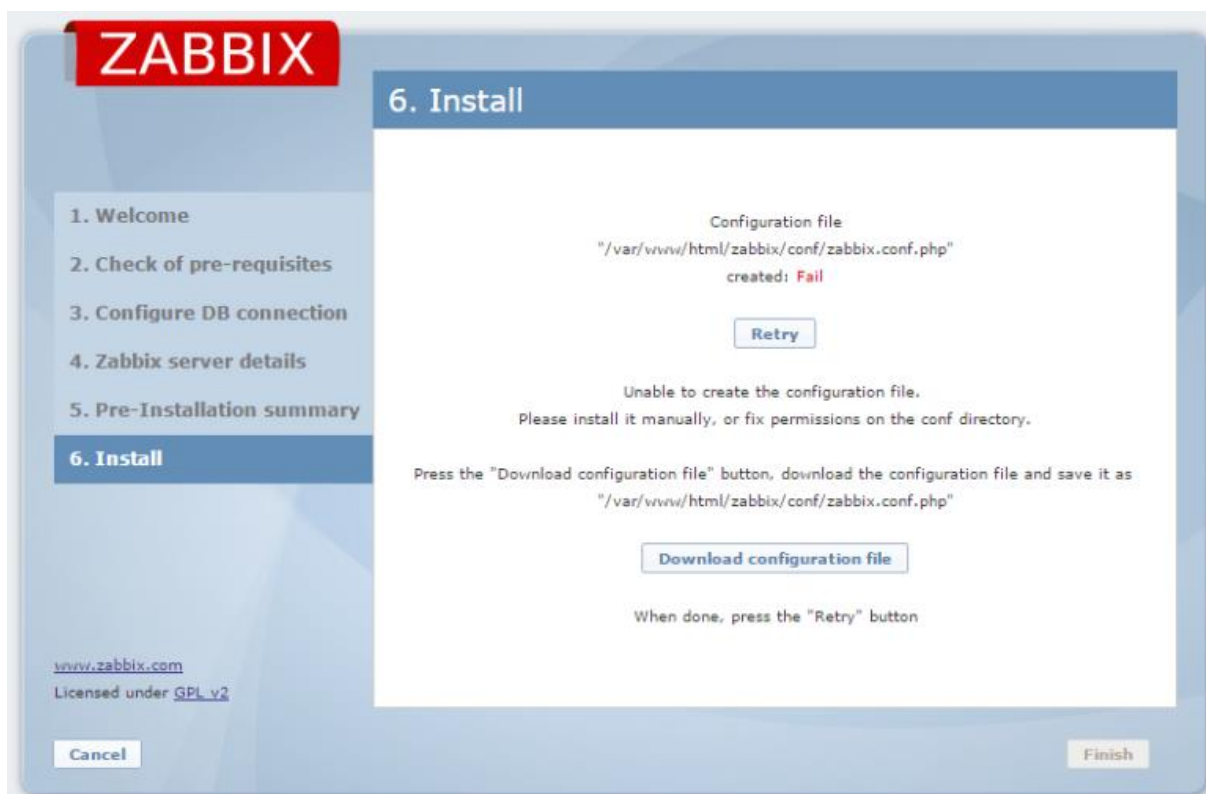 ZABBIX
6. Install
1. Welcome
2. Check of pre-requisites
3. Configure DB connection
4. Zabbix server details
5. Pre-Installation summary
6. Install
Configuration file
"/var/www/html/zabbix/conf/zabbix.conf.php"
created: Fail
Retry
Unable to create the configuration file.
Please install it manually, or fix permissions on the conf directory.
Press the "Download configuration file" button, download the configuration file and save it as
"/var/www/html/zabbix/conf/zabbix.conf.php"
Download configuration file
When done, press the "Retry" button
www.zabbix.com
Licensed under GPL v2
Cancel
Finish